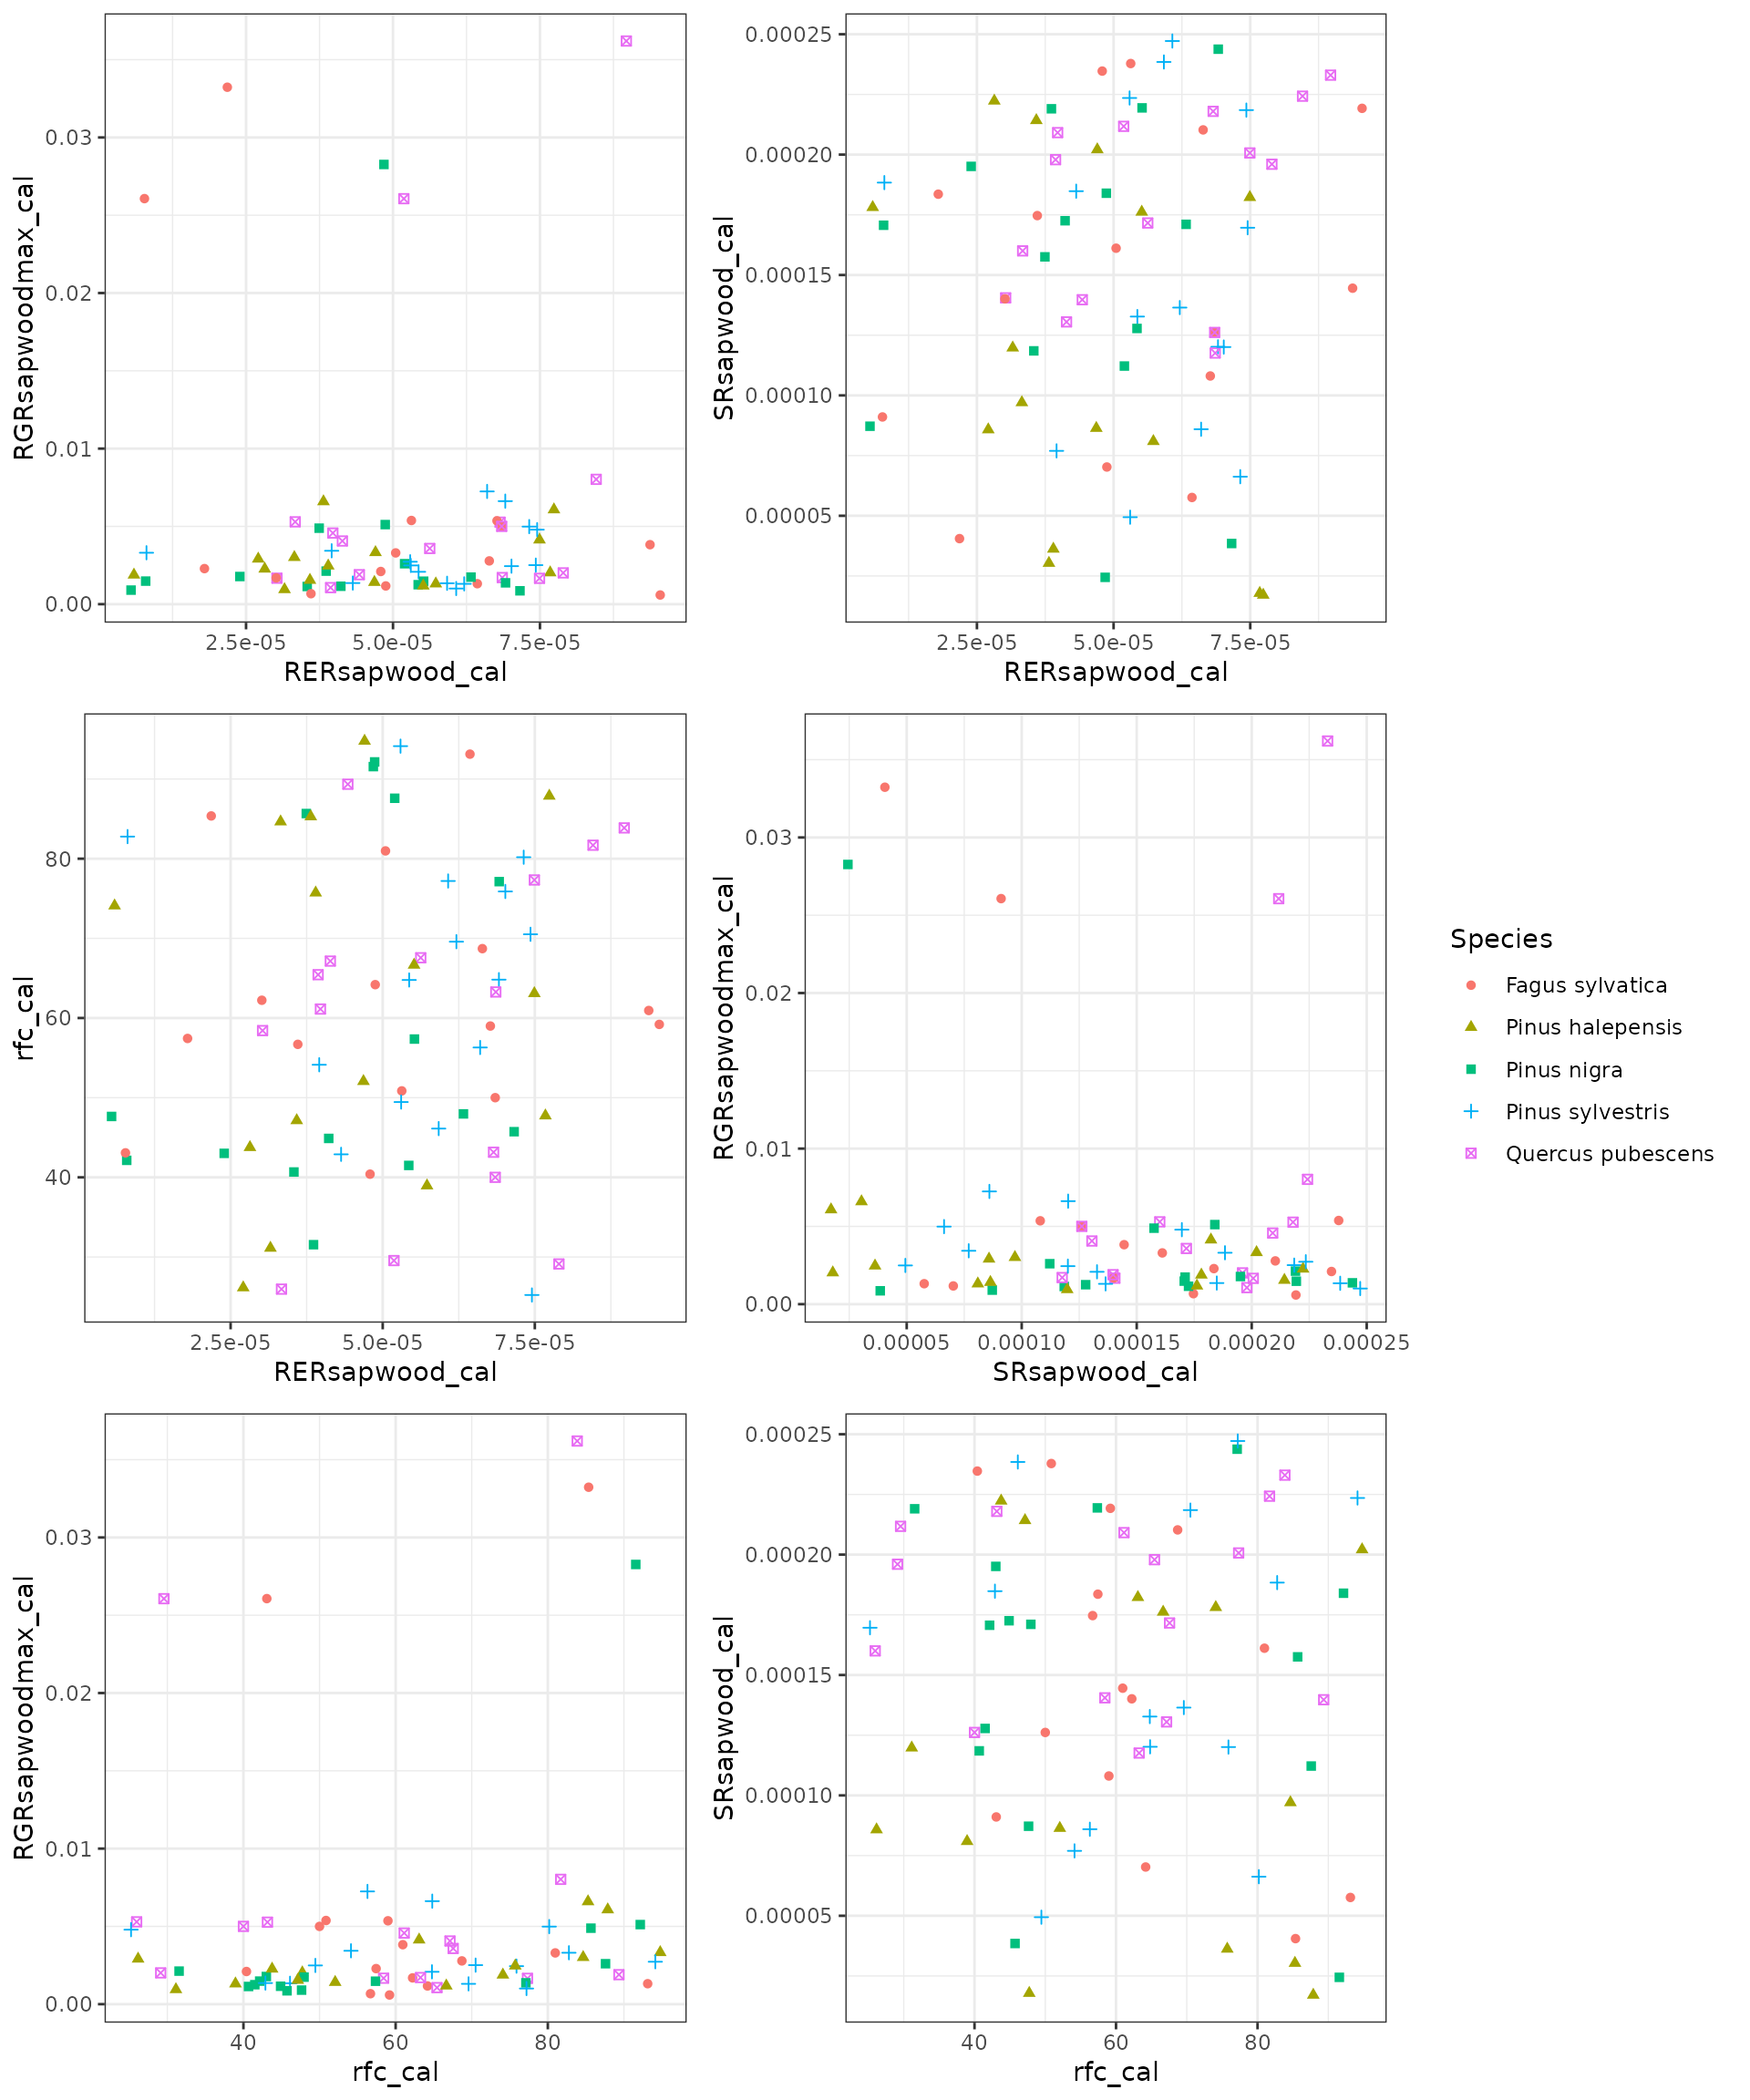 RGRsapwoodmax_cal
0.03
0.02
0.01
0.00
2.5e-05 5.0e-05 7.5e-05
RERsapwood_cal
SRsapwood_cal
0.00025
0.00020
0.00015
0.00010
0.00005
2.5e-05 5.0e-05 7.5e-05
RERsapwood_cal
rfc_cal
80
60
40
2.5e-05 5.0e-05 7.5e-05
RERsapwood_cal
RGRsapwoodmax_cal
0.03
0.02
0.01
0.00
0.00005 0.00010 0.00015 0.00020 0.00025
SRsapwood_cal
Species
Fagus sylvatica
Pinus halepensis
Pinus nigra
Pinus sylvestris
Quercus pubescens
RGRsapwoodmax_cal
0.03
0.02
0.01
0.00
40 60 80
rfc_cal
SRsapwood_cal
0.00025
0.00020
0.00015
0.00010
0.00005
40 60 80
rfc_cal